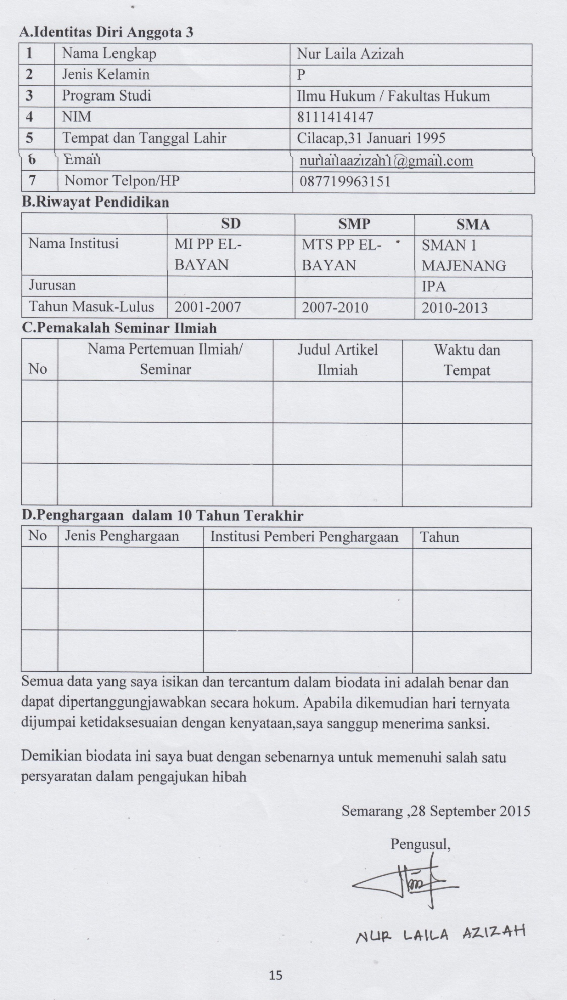 A.Identitas Diri Anggota 3
1 Nama Lengkap Nur Laila Azizah
2 Jenis Kelamin P
3 Program Studi Ilmu Hukum / Fakultas Hukum
4 NIM 8111414147
5 Tempat dan Tanggal Lahir Cilacap,31 Januari 1995
6 Email nurlailaazizah1@gmail.com
7 Nomor Telpon/HP 087719963151
B.Riwayat Pendidikan
SD SMP SMA
Nama Institusi MI PP EL- MTS PP EL- SMAN 1
BAYAN BAYAN MAJENANG
Jurusan IPA
Tahun Masuk-Lulus 2001-2007 2007-2010 2010-2013
C.Pemakalah Seminar Ilmiah
Nama Pertemuan Ilmiah/ Judul Artikel Waktu dan
No Seminar Ilmiah Tempat
D.Penghargaan dalam 10 Tahun Terakhir
No Jenis Penghargaan Institusi Pemberi Penghargaan Tahun
Semua data yang saya isikan dan tercantum dalam biodata ini adalah benar dan
dapat dipertanggungjawabkan secara hokum. Apabila dikemudian hari ternyata
dijumpai ketidaksesuaian dengan kenyataan,saya sanggup menerima sanksi.
Demikian biodata ini saya buat dengan sebenarnya untuk memenuhi salah satu
persyaratan dalam pengajukan hibah
Semarang ,28 September 2015
Pengusul,
NUR LAILA AZIZAH
15